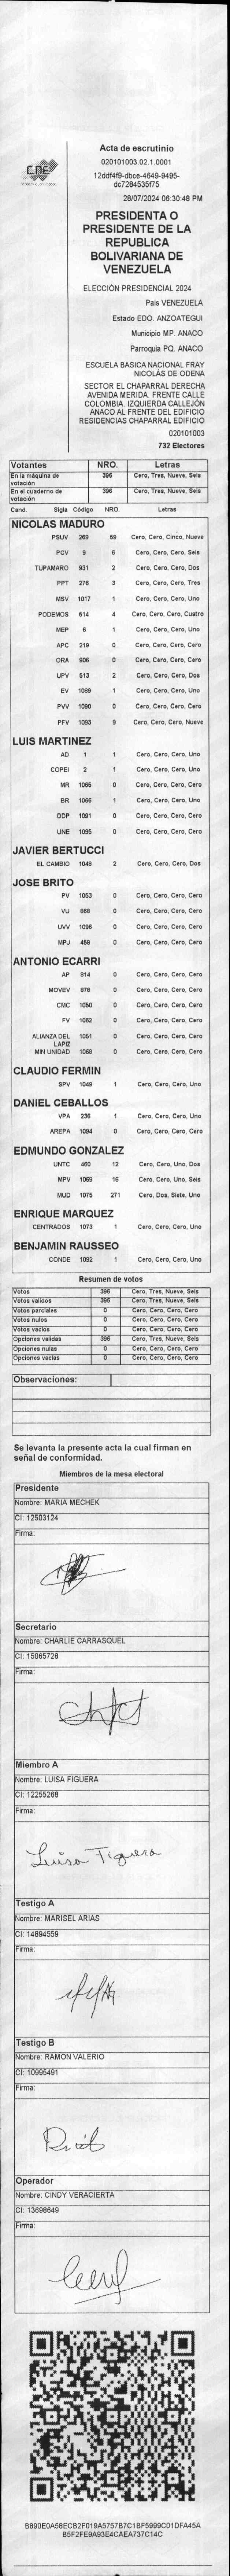 CNE
Acta de escrutinio
020101003.02.1.0001
12ddf4f9-dbce-4649-9495-
dc7284535f75
28/07/2024 06:30:48 PM
PRESIDENTA O
PRESIDENTE DE LA
REPUBLICA
BOLIVARIANA DE
VENEZUELA
ELECCIÓN PRESIDENCIAL 2024
Pais VENEZUELA
Estado EDO. ANZOATEGUI
Municipio MP. ANACO
Parroquia PQ. ANACO
ESCUELA BASICA NACIONAL FRAY
NICOLÁS DE ODENA
SECTOR EL CHAPARRAL DERECHA
AVENIDA MERIDA. FRENTE CALLE
COLOMBIA. IZQUIERDA CALLEJÓN
ANACO AL FRENTE DEL EDIFICIO
RESIDENCIAS CHAPARRAL EDIFICIO
020101003
732 Electores
Votantes NRO. Letras
En la máquina de votación 396 Cero, Tres, Nueve, Seis
En el cuaderno de votación 396 Cero, Tres, Nueve, Seis
Cand. Sigla Código NRO. Letras
NICOLAS MADURO
PSUV 269 59 Cero, Cero, Cinco, Nueve
PCV 9 6 Cero, Cero, Cero, Seis
TUPAMARO 931 2 Cero, Cero, Cero, Dos
PPT 276 3 Cero, Cero, Cero, Tres
MSV 1017 1 Cero, Cero, Cero, Uno
PODEMOS 514 4 Cero, Cero, Cero, Cuatro
MEP 6 1 Cero, Cero, Cero, Uno
APC 219 0 Cero, Cero, Cero, Cero
ORA 906 0 Cero, Cero, Cero, Cero
UPV 513 2 Cero, Cero, Cero, Dos
EV 1089 1 Cero, Cero, Cero, Uno
PVV 1090 0 Cero, Cero, Cero, Cero
PFV 1093 9 Cero, Cero, Cero, Nueve
LUIS MARTINEZ
AD 1 1 Cero, Cero, Cero, Uno
COPEI 2 1 Cero, Cero, Cero, Uno
MR 1065 0 Cero, Cero, Cero, Cero
BR 1066 1 Cero, Cero, Cero, Uno
DDP 1091 0 Cero, Cero, Cero, Cero
UNE 1095 0 Cero, Cero, Cero, Cero
JAVIER BERTUCCI
EL CAMBIO 1048 2 Cero, Cero, Cero, Dos
JOSE BRITO
PV 1053 0 Cero, Cero, Cero, Cero
VU 868 0 Cero, Cero, Cero, Cero
UVV 1096 0 Cero, Cero, Cero, Cero
MPJ 458 0 Cero, Cero, Cero, Cero
ANTONIO ECARRI
AP 814 0 Cero, Cero, Cero, Cero
MOVEV 978 0 Cero, Cero, Cero, Cero
CMC 1050 0 Cero, Cero, Cero, Cero
FV 1062 0 Cero, Cero, Cero, Cero
ALIANZA DEL LÁPIZ 1051 0 Cero, Cero, Cero, Cero
MIN UNIDAD 1068 0 Cero, Cero, Cero, Cero
CLAUDIO FERMIN
SPV 1049 1 Cero, Cero, Cero, Uno
DANIEL CEBALLOS
VPA 236 1 Cero, Cero, Cero, Uno
AREPA 1094 0 Cero, Cero, Cero, Cero
EDMUNDO GONZALEZ
UNTC 460 12 Cero, Cero, Uno, Dos
MPV 1069 16 Cero, Cero, Uno, Seis
MUD 1075 271 Cero, Dos, Siete, Uno
ENRIQUE MARQUEZ
CENTRADOS 1073 1 Cero, Cero, Cero, Uno
BENJAMIN RAUSSEO
CONDE 1092 1 Cero, Cero, Cero, Uno
Resumen de votos
Votos 396 Cero, Tres, Nueve, Seis
Votos validos 396 Cero, Tres, Nueve, Seis
Votos parciales 0 Cero, Cero, Cero, Cero
Votos nulos 0 Cero, Cero, Cero, Cero
Votos vacios 0 Cero, Cero, Cero, Cero
Opciones validas 396 Cero, Tres, Nueve, Seis
Opciones nulas 0 Cero, Cero, Cero, Cero
Opciones vacias 0 Cero, Cero, Cero, Cero
Observaciones:
Se levanta la presente acta la cual firman en
señal de conformidad.
Miembros de la mesa electoral
Presidente
Nombre: MARIA MECHEK
CI: 12503124
Firma:
Secretario
Nombre: CHARLIE CARRASQUEL
CI: 15065728
Firma:
Miembro A
Nombre: LUISA FIGUERA
CI: 12255268
Firma:
Luisa Figuera
Testigo A
Nombre: MARISEL ARIAS
CI: 14894559
Firma:
Testigo B
Nombre: RAMON VALERIO
CI: 10995491
Firma:
Operador
Nombre: CINDY VERACIERTA
CI: 13698649
Firma:
B890E0A58ECB2F019A5757B7C1BF5999C01DFA45A
B5F2FE9A93E4CAEA737C14C